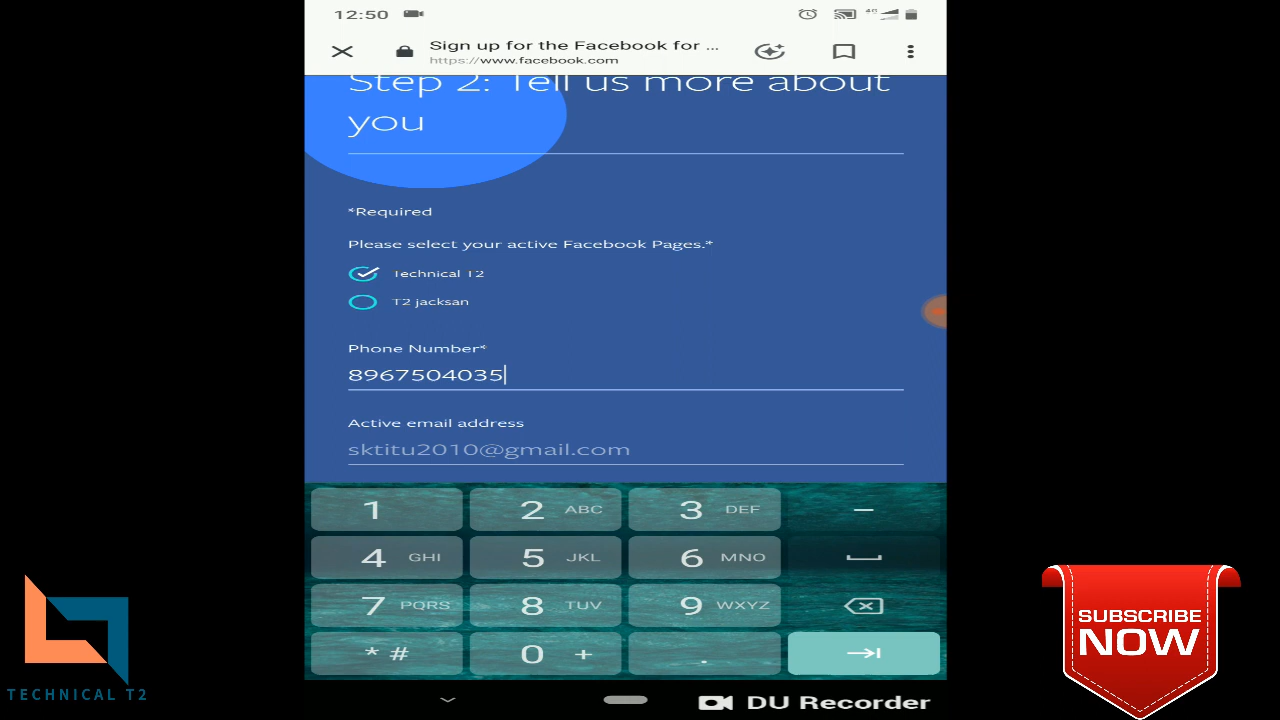 12:50
4G
Sign up for the Facebook for ...
https://www.facebook.com
Step 2: Tell us more about
you
*Required
Please select your active Facebook Pages.*
Technical T2
T2 jacksan
Phone Number*
8967504035
Active email address
sktitu2010@gmail.com
1 2 ABC 3 DEF –
4 GHI 5 JKL 6 MNO
7 PQRS 8 TUV 9 WXYZ
* # 0 + .
DU Recorder
TECHNICAL T2
SUBSCRIBE
NOW